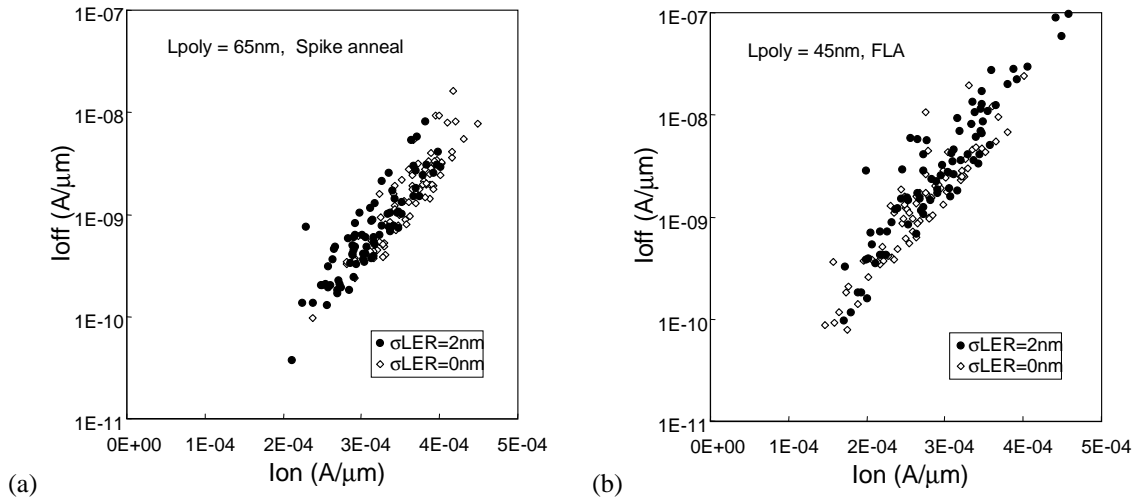 1E-07
Lpoly = 65nm, Spike anneal
1E-08
1E-09
1E-10
1E-11
Ioff (A/μm)
● σLER=2nm
◇ σLER=0nm
0E+00 1E-04 2E-04 3E-04 4E-04 5E-04
Ion (A/μm)
(a)
1E-07
Lpoly = 45nm, FLA
1E-08
1E-09
1E-10
1E-11
Ioff (A/μm)
● σLER=2nm
◇ σLER=0nm
0E+00 1E-04 2E-04 3E-04 4E-04 5E-04
Ion (A/μm)
(b)